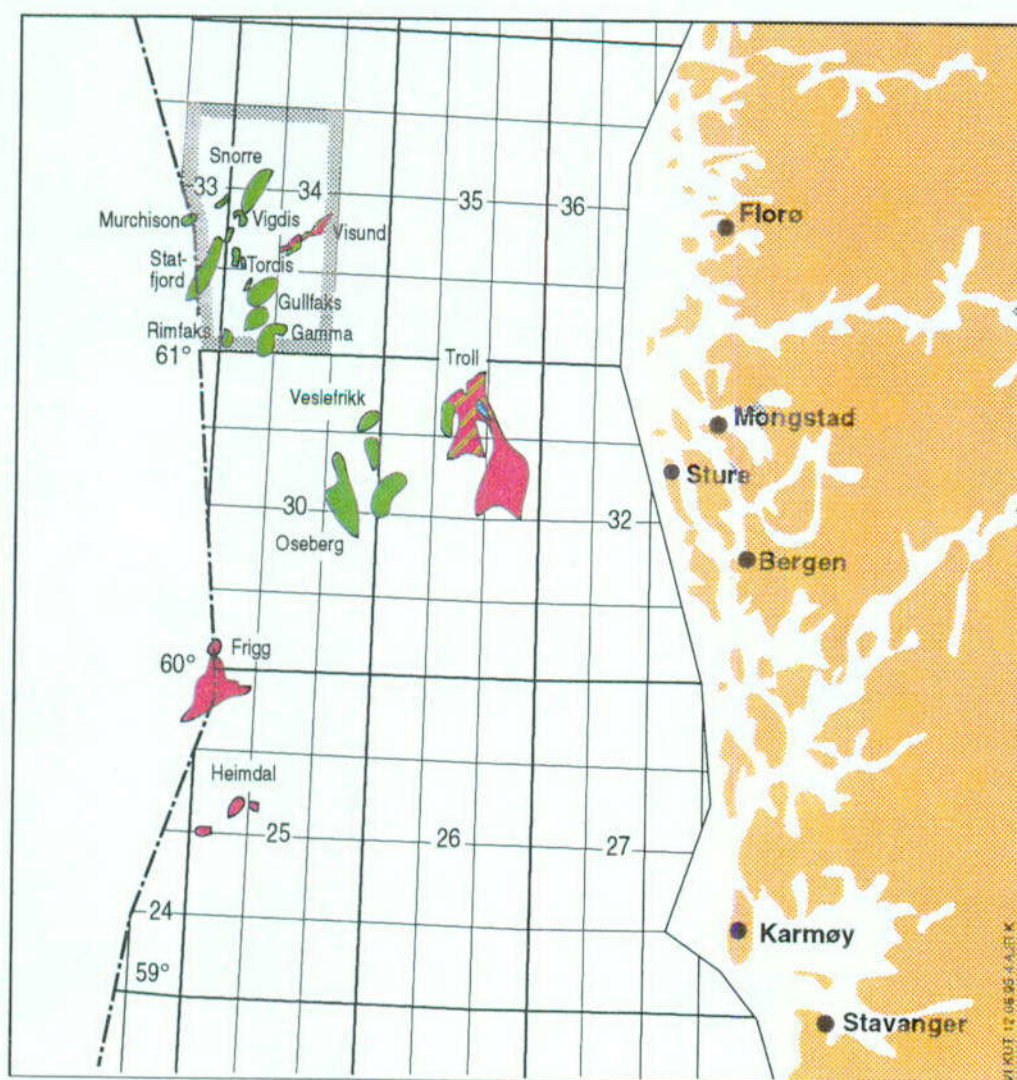 Snorre
33
34
35
36
Florø
Murchison
Vigdis
Visund
Stat-
fjord
Tordis
Gullfaks
Rimfaks
Gamma
61°
Troll
Veslefrikk
Mongstad
Sture
30
32
Oseberg
Bergen
Frigg
60°
Heimdal
25
26
27
24
Karmøy
59°
Stavanger